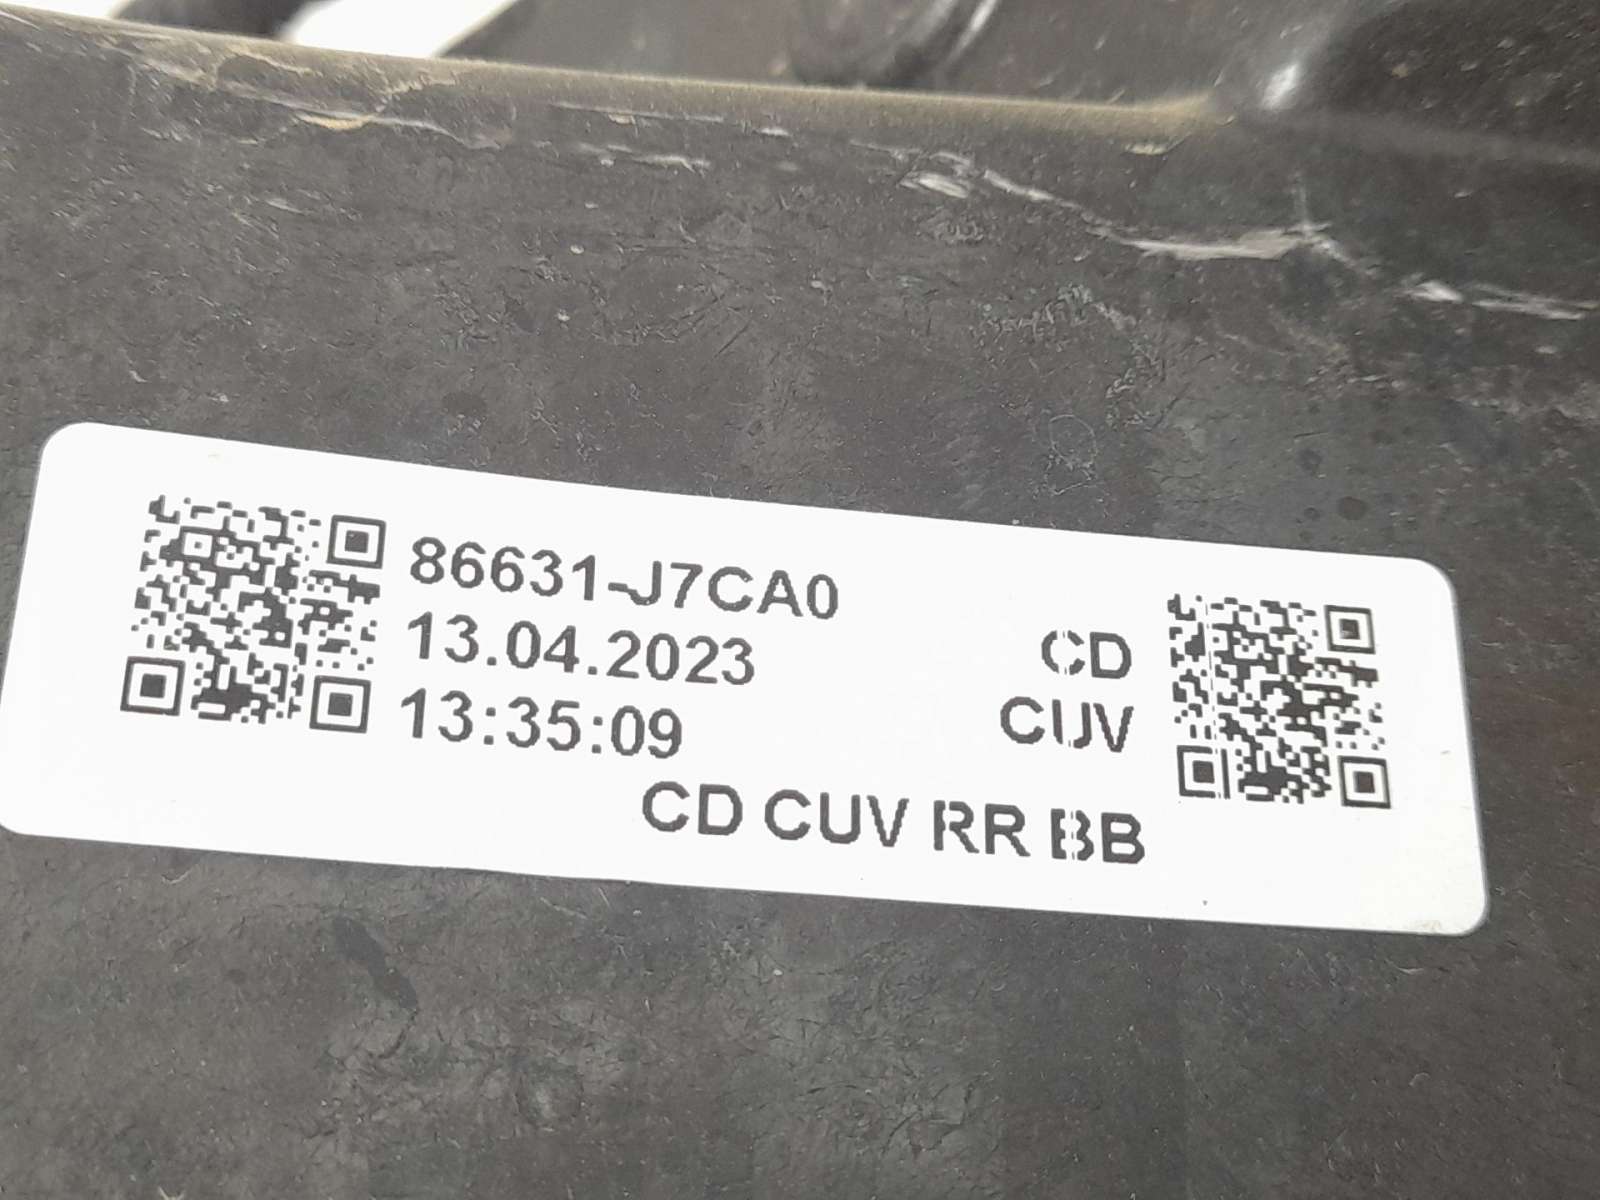 86631-J7CA0
13.04.2023
CD
13:35:09
CUV
CD CUV RR BB